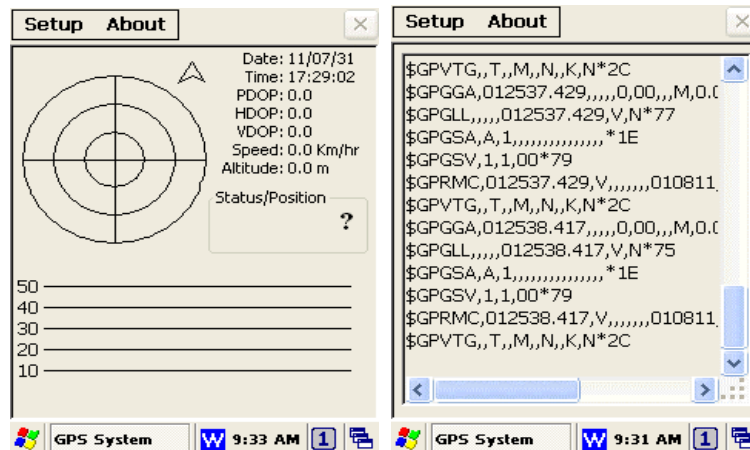 Setup About
Date: 11/07/31
Time: 17:29:02
PDOP: 0.0
HDOP: 0.0
VDOP: 0.0
Speed: 0.0 Km/hr
Altitude: 0.0 m
Status/Position
?
50
40
30
20
10
GPS System W 9:33 AM 1
Setup About
$GPVTG,,T,,M,,N,,K,N*2C
$GPGGA,012537.429,,,,,0,00,,,M,0.0
$GPGLL,,,,,012537.429,V,N*77
$GPGSA,A,1,,,,,,,,,,,,,,,*1E
$GPGSV,1,1,00*79
$GPRMC,012537.429,V,,,,,,,010811,
$GPVTG,,T,,M,,N,,K,N*2C
$GPGGA,012538.417,,,,,0,00,,,M,0.0
$GPGLL,,,,,012538.417,V,N*75
$GPGSA,A,1,,,,,,,,,,,,,,,*1E
$GPGSV,1,1,00*79
$GPRMC,012538.417,V,,,,,,,010811,
$GPVTG,,T,,M,,N,,K,N*2C
GPS System W 9:31 AM 1